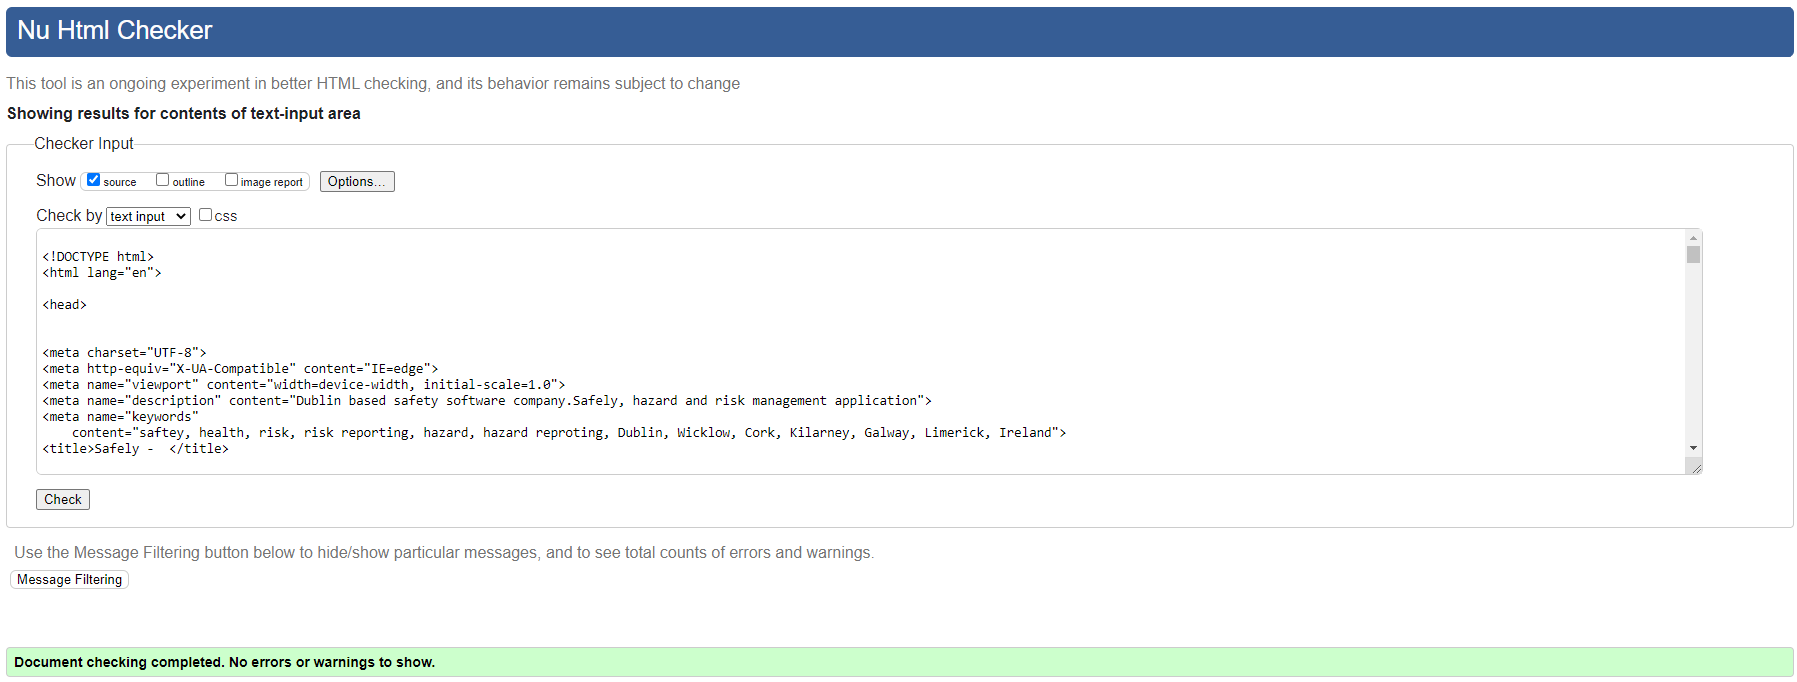 Nu Html Checker
This tool is an ongoing experiment in better HTML checking, and its behavior remains subject to change
Showing results for contents of text-input area
Checker Input
Show source outline image report Options...
Check by text input css
<!DOCTYPE html>
<html lang="en">
<head>
<meta charset="UTF-8">
<meta http-equiv="X-UA-Compatible" content="IE=edge">
<meta name="viewport" content="width=device-width, initial-scale=1.0">
<meta name="description" content="Dublin based safety software company.Safely, hazard and risk management application">
<meta name="keywords"
content="saftey, health, risk, risk reporting, hazard, hazard reproting, Dublin, Wicklow, Cork, Kilarney, Galway, Limerick, Ireland">
<title>Safely -  </title>
Check
Use the Message Filtering button below to hide/show particular messages, and to see total counts of errors and warnings.
Message Filtering
Document checking completed. No errors or warnings to show.